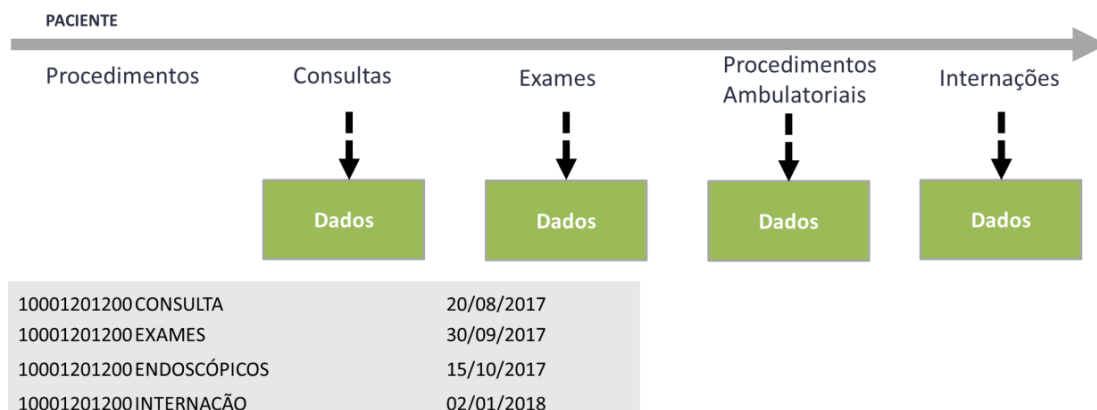 PACIENTE
Procedimentos
Consultas
Exames
Procedimentos
Ambulatoriais
Internações
Dados
Dados
Dados
Dados
10001201200 CONSULTA 20/08/2017
10001201200 EXAMES 30/09/2017
10001201200 ENDOSCÓPICOS 15/10/2017
10001201200 INTERNAÇÃO 02/01/2018